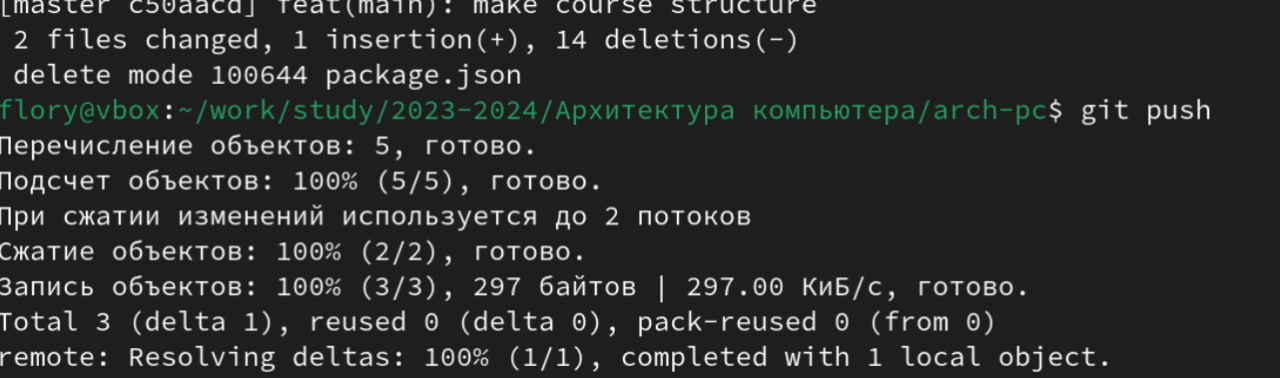 [master c50aacd] feat(main): make course structure
2 files changed, 1 insertion(+), 14 deletions(-)
delete mode 100644 package.json
flory@vbox:~/work/study/2023-2024/Архитектура компьютера/arch-pc$ git push
Перечисление объектов: 5, готово.
Подсчет объектов: 100% (5/5), готово.
При сжатии изменений используется до 2 потоков
Сжатие объектов: 100% (2/2), готово.
Запись объектов: 100% (3/3), 297 байтов | 297.00 КиБ/с, готово.
Total 3 (delta 1), reused 0 (delta 0), pack-reused 0 (from 0)
remote: Resolving deltas: 100% (1/1), completed with 1 local object.